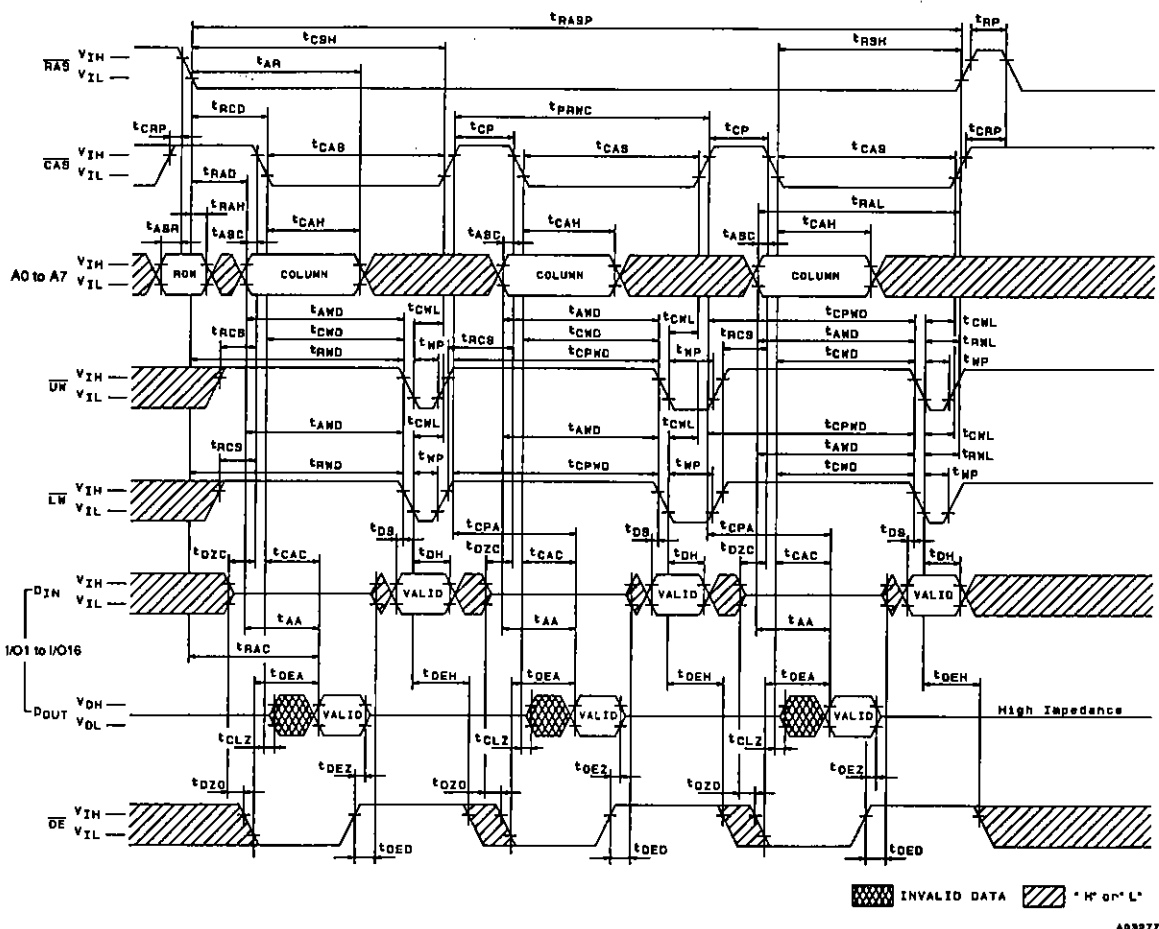 tRASP
tRP
tCSH
tRSH
RAS
VIH
VIL
tAR
tRCD
tPRWC
tCRP
tCP
tCP
tCRP
CAS
VIH
VIL
tCAS
tCAS
tCAS
tRAD
tRAL
tRAH
tASR
tASC
tCAH
tASC
tCAH
tASC
tCAH
A0 to A7
VIH
VIL
ROW
COLUMN
COLUMN
COLUMN
tAWD
tCWL
tAWD
tCWL
tCPWD
tCWL
tRCS
tCWD
tRCS
tCWD
tRCS
tAWD
tRWL
tRWD
tWP
tCPWD
tWP
tCWD
tWP
UW
VIH
VIL
tAWD
tCWL
tAWD
tCWL
tCPWD
tCWL
tRCS
tAWD
tRWL
tRWD
tWP
tCPWD
tWP
tCWD
tWP
LW
VIH
VIL
tDS
tCPA
tDS
tCPA
tDS
tDZC
tCAC
tDH
tDZC
tCAC
tDH
tDZC
tCAC
tDH
DIN
VIH
VIL
VALID
VALID
VALID
tAA
tAA
tAA
tRAC
I/O1 to I/O16
tOEA
tOEH
tOEA
tOEH
tOEA
tOEH
DOUT
VOH
VOL
VALID
VALID
VALID
High Impedance
tCLZ
tCLZ
tCLZ
tOEZ
tOEZ
tOEZ
tDZO
tDZO
tDZO
OE
VIH
VIL
tOED
tOED
tOED
INVALID DATA
"H" or "L"
A03277